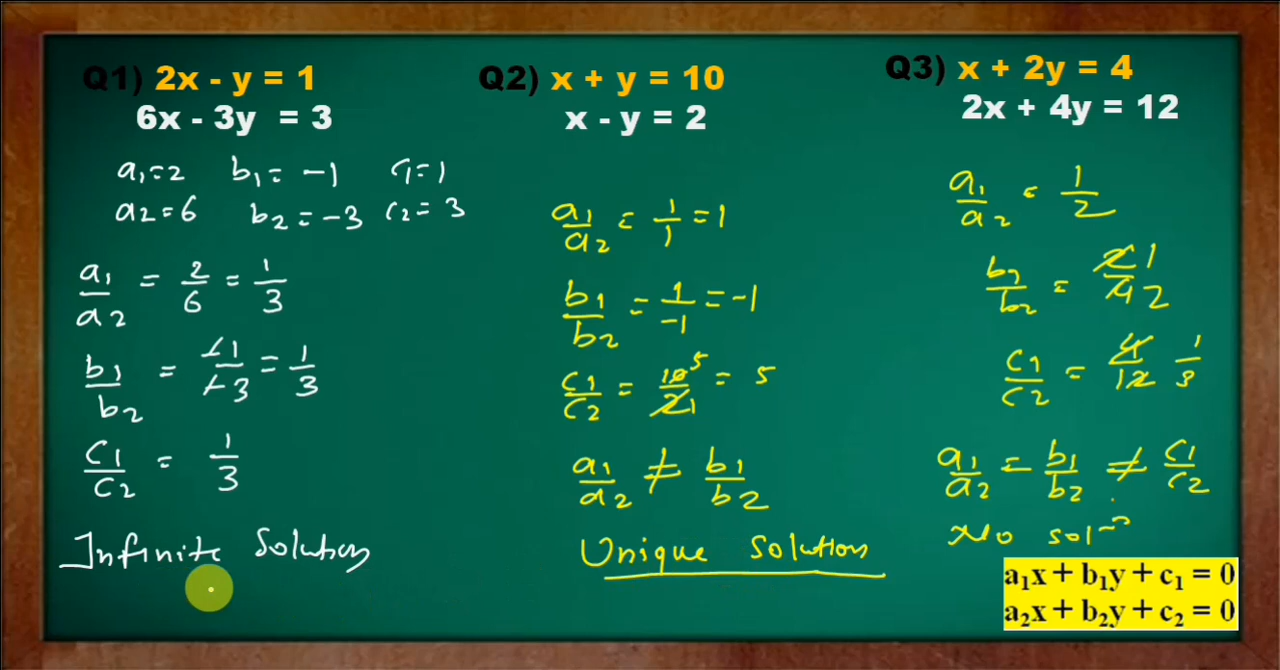 Q1) 2x - y = 1
6x - 3y = 3
a₁=2 b₁= -1 c₁=1
a2=6 b2=-3 c2= 3
a₁/a2 = 2/6 = 1/3
b₁/b2 = -1/-3 = 1/3
c₁/c2 = 1/3
Infinite Solution
Q2) x + y = 10
x - y = 2
a1/a2 = 1/1 = 1
b1/b2 = 1/-1 = -1
c1/c2 = 10 5/2 1 = 5
a1/a2 ≠ b1/b2
Unique Solution
Q3) x + 2y = 4
2x + 4y = 12
a1/a2 = 1/2
b2/b2 = 2 1/4 2
c1/c2 = 4/12 1/3
a1/a2 = b1/b2 ≠ c1/c2
No solⁿ
a₁x + b₁y + c₁ = 0
a₂x + b₂y + c₂ = 0